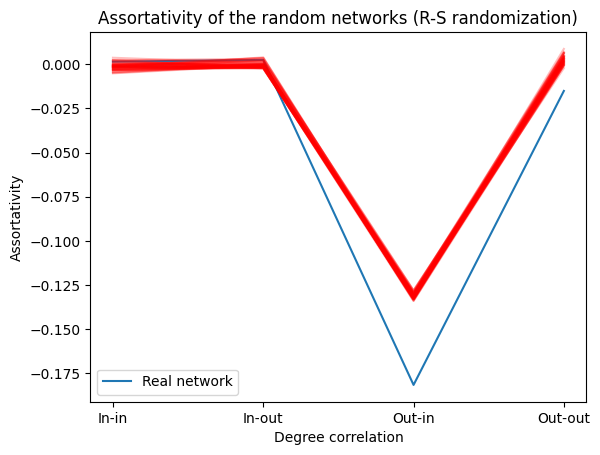 Assortativity of the random networks (R-S randomization)
0.000
−0.025
−0.050
−0.075
−0.100
−0.125
−0.150
−0.175
Assortativity
Real network
In-in
In-out
Out-in
Out-out
Degree correlation